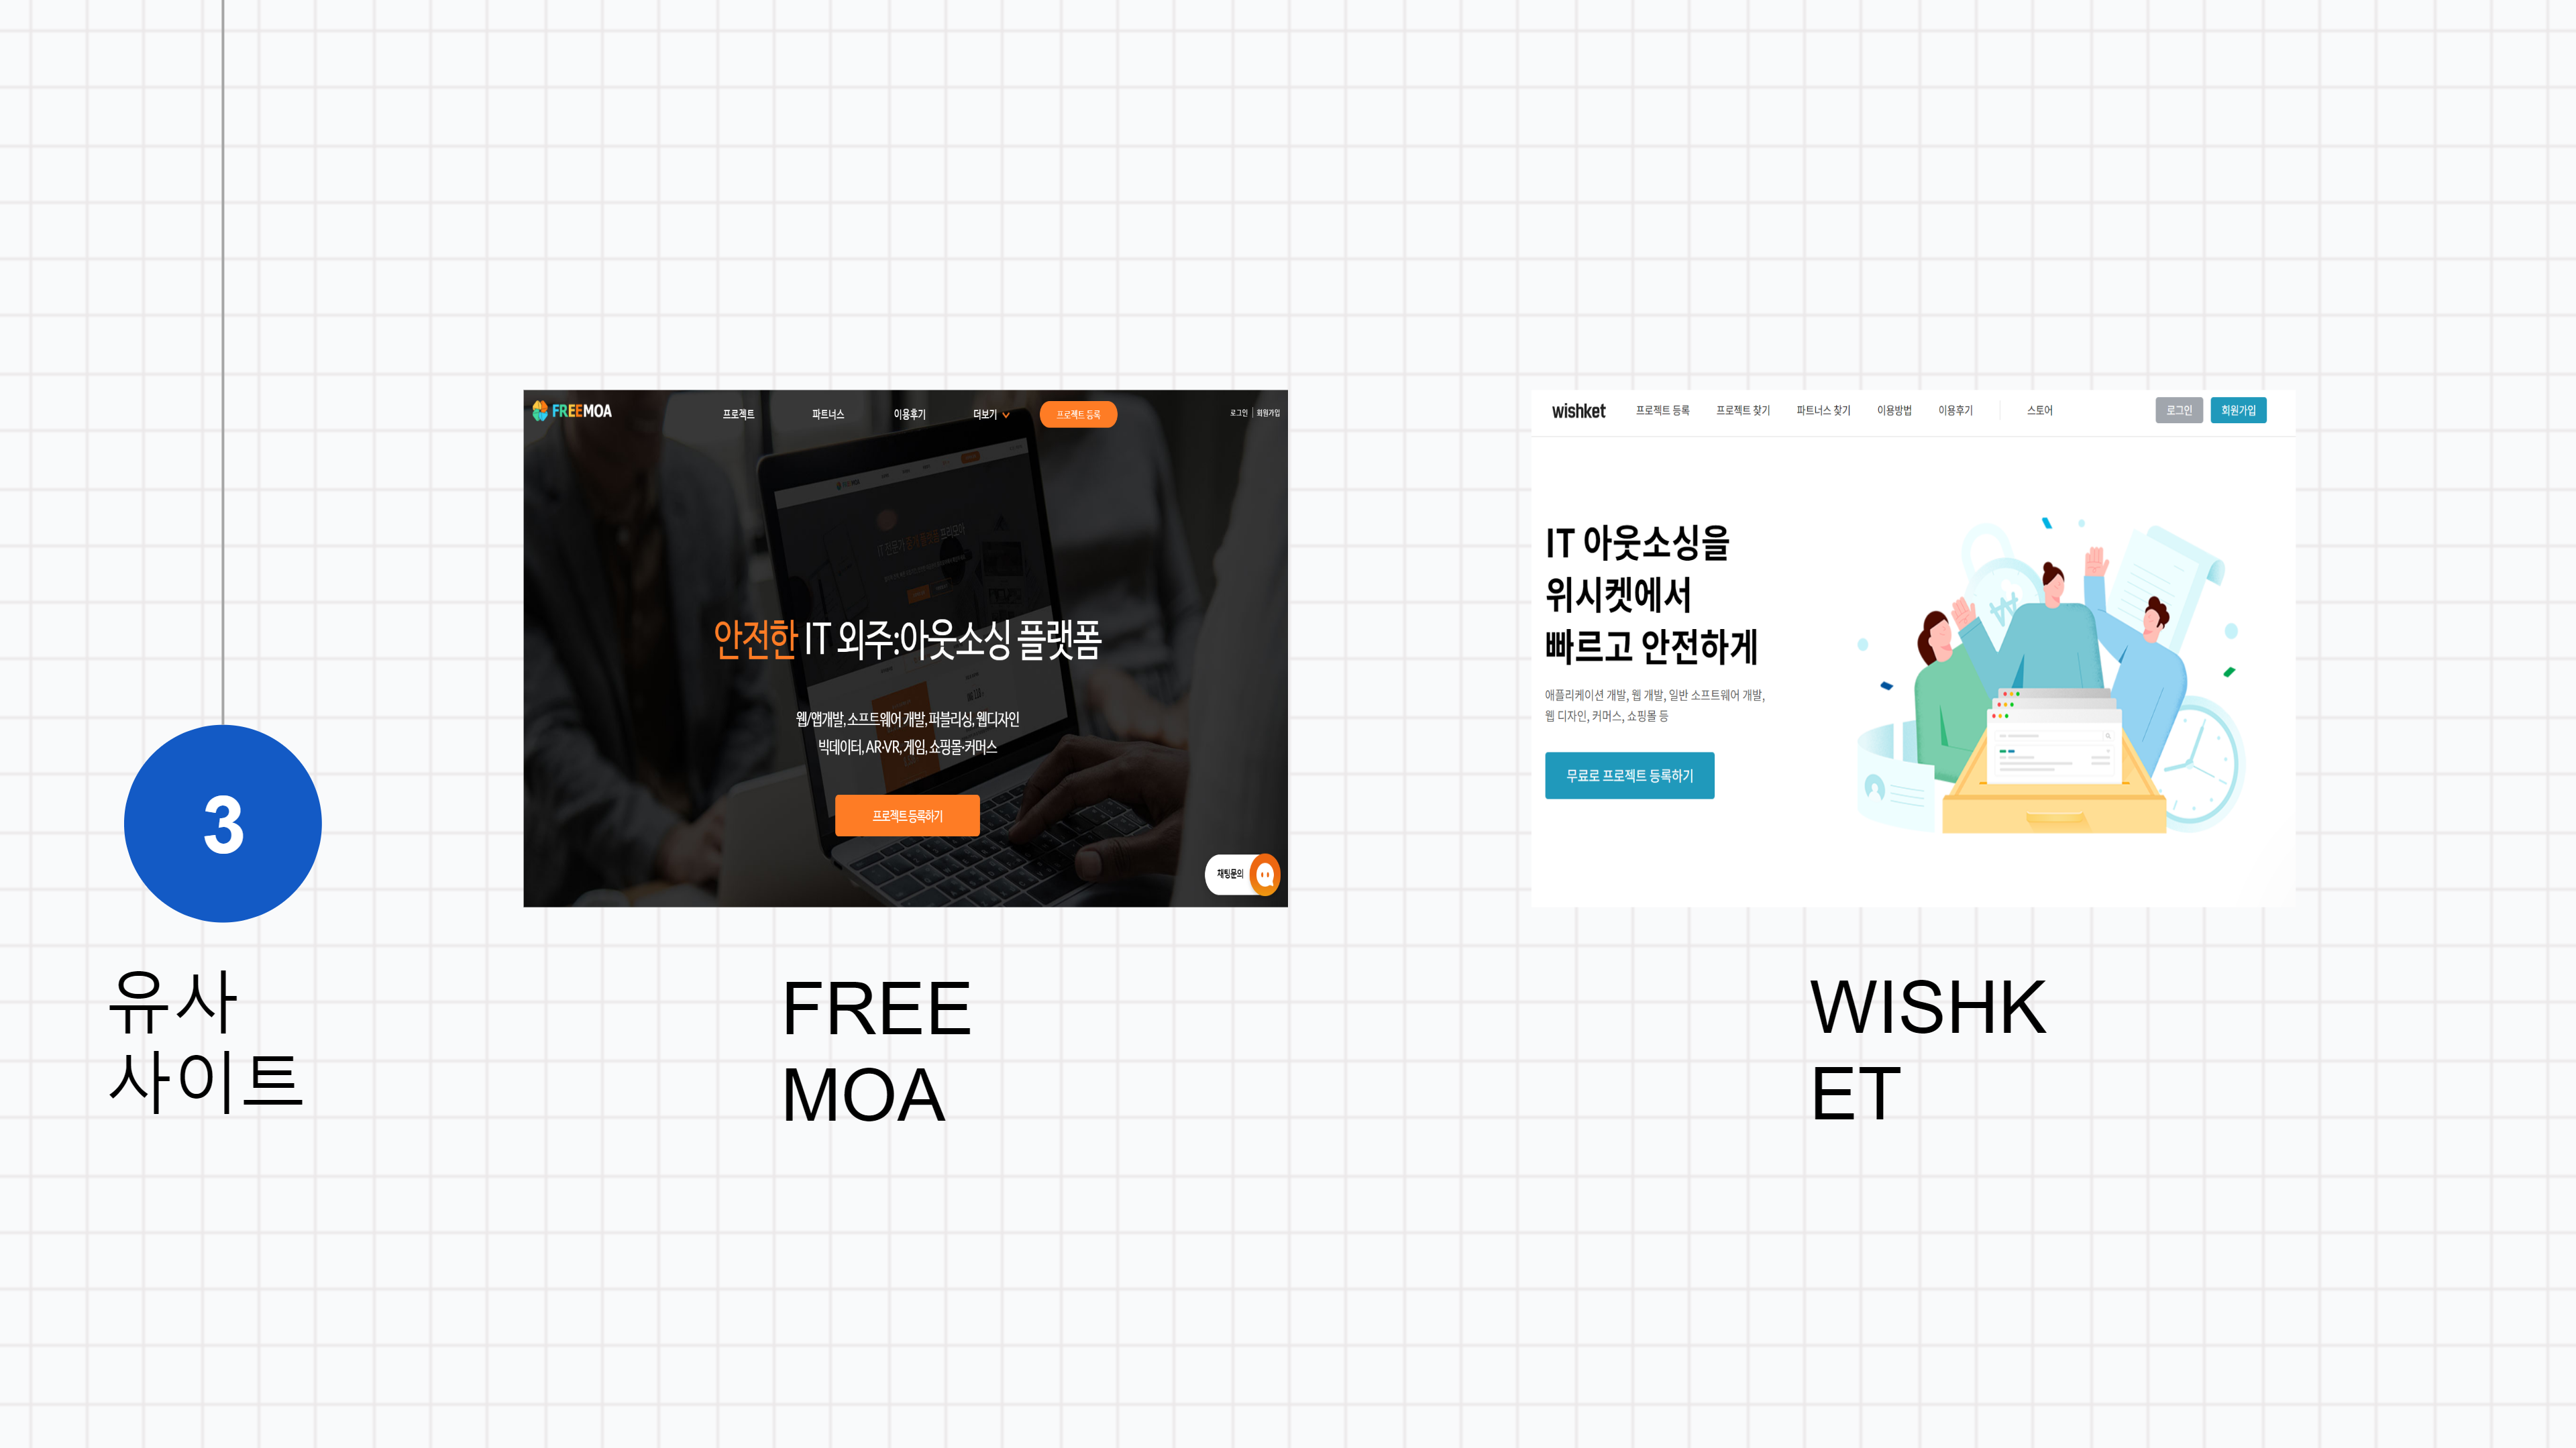 3
유사
사이트
FREEMOA
프로젝트 파트너스 이용후기 더보기 프로젝트 등록 로그인 회원가입
안전한 IT 외주:아웃소싱 플랫폼
웹/앱개발, 소프트웨어 개발, 퍼블리싱, 웹디자인
빅데이터, AR·VR, 게임, 쇼핑몰·커머스
프로젝트 등록하기
채팅문의
FREE
MOA
wishket 프로젝트 등록 프로젝트 찾기 파트너스 찾기 이용방법 이용후기 스토어 로그인 회원가입
IT 아웃소싱을
위시켓에서
빠르고 안전하게
애플리케이션 개발, 웹 개발, 일반 소프트웨어 개발,
웹 디자인, 커머스, 쇼핑몰 등
무료로 프로젝트 등록하기
WISHK
ET